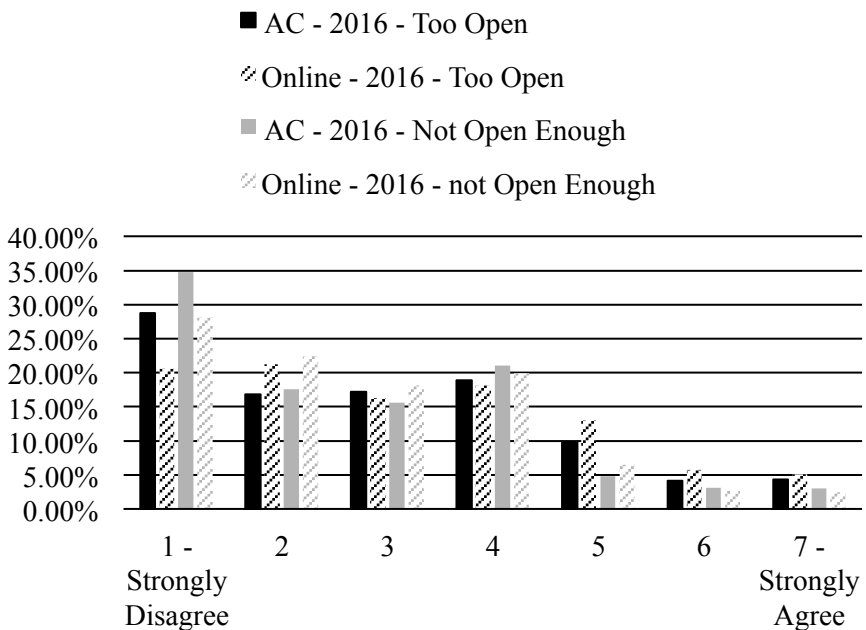 AC - 2016 - Too Open
Online - 2016 - Too Open
AC - 2016 - Not Open Enough
Online - 2016 - not Open Enough
40.00%
35.00%
30.00%
25.00%
20.00%
15.00%
10.00%
5.00%
0.00%
1 - Strongly Disagree
2
3
4
5
6
7 - Strongly Agree